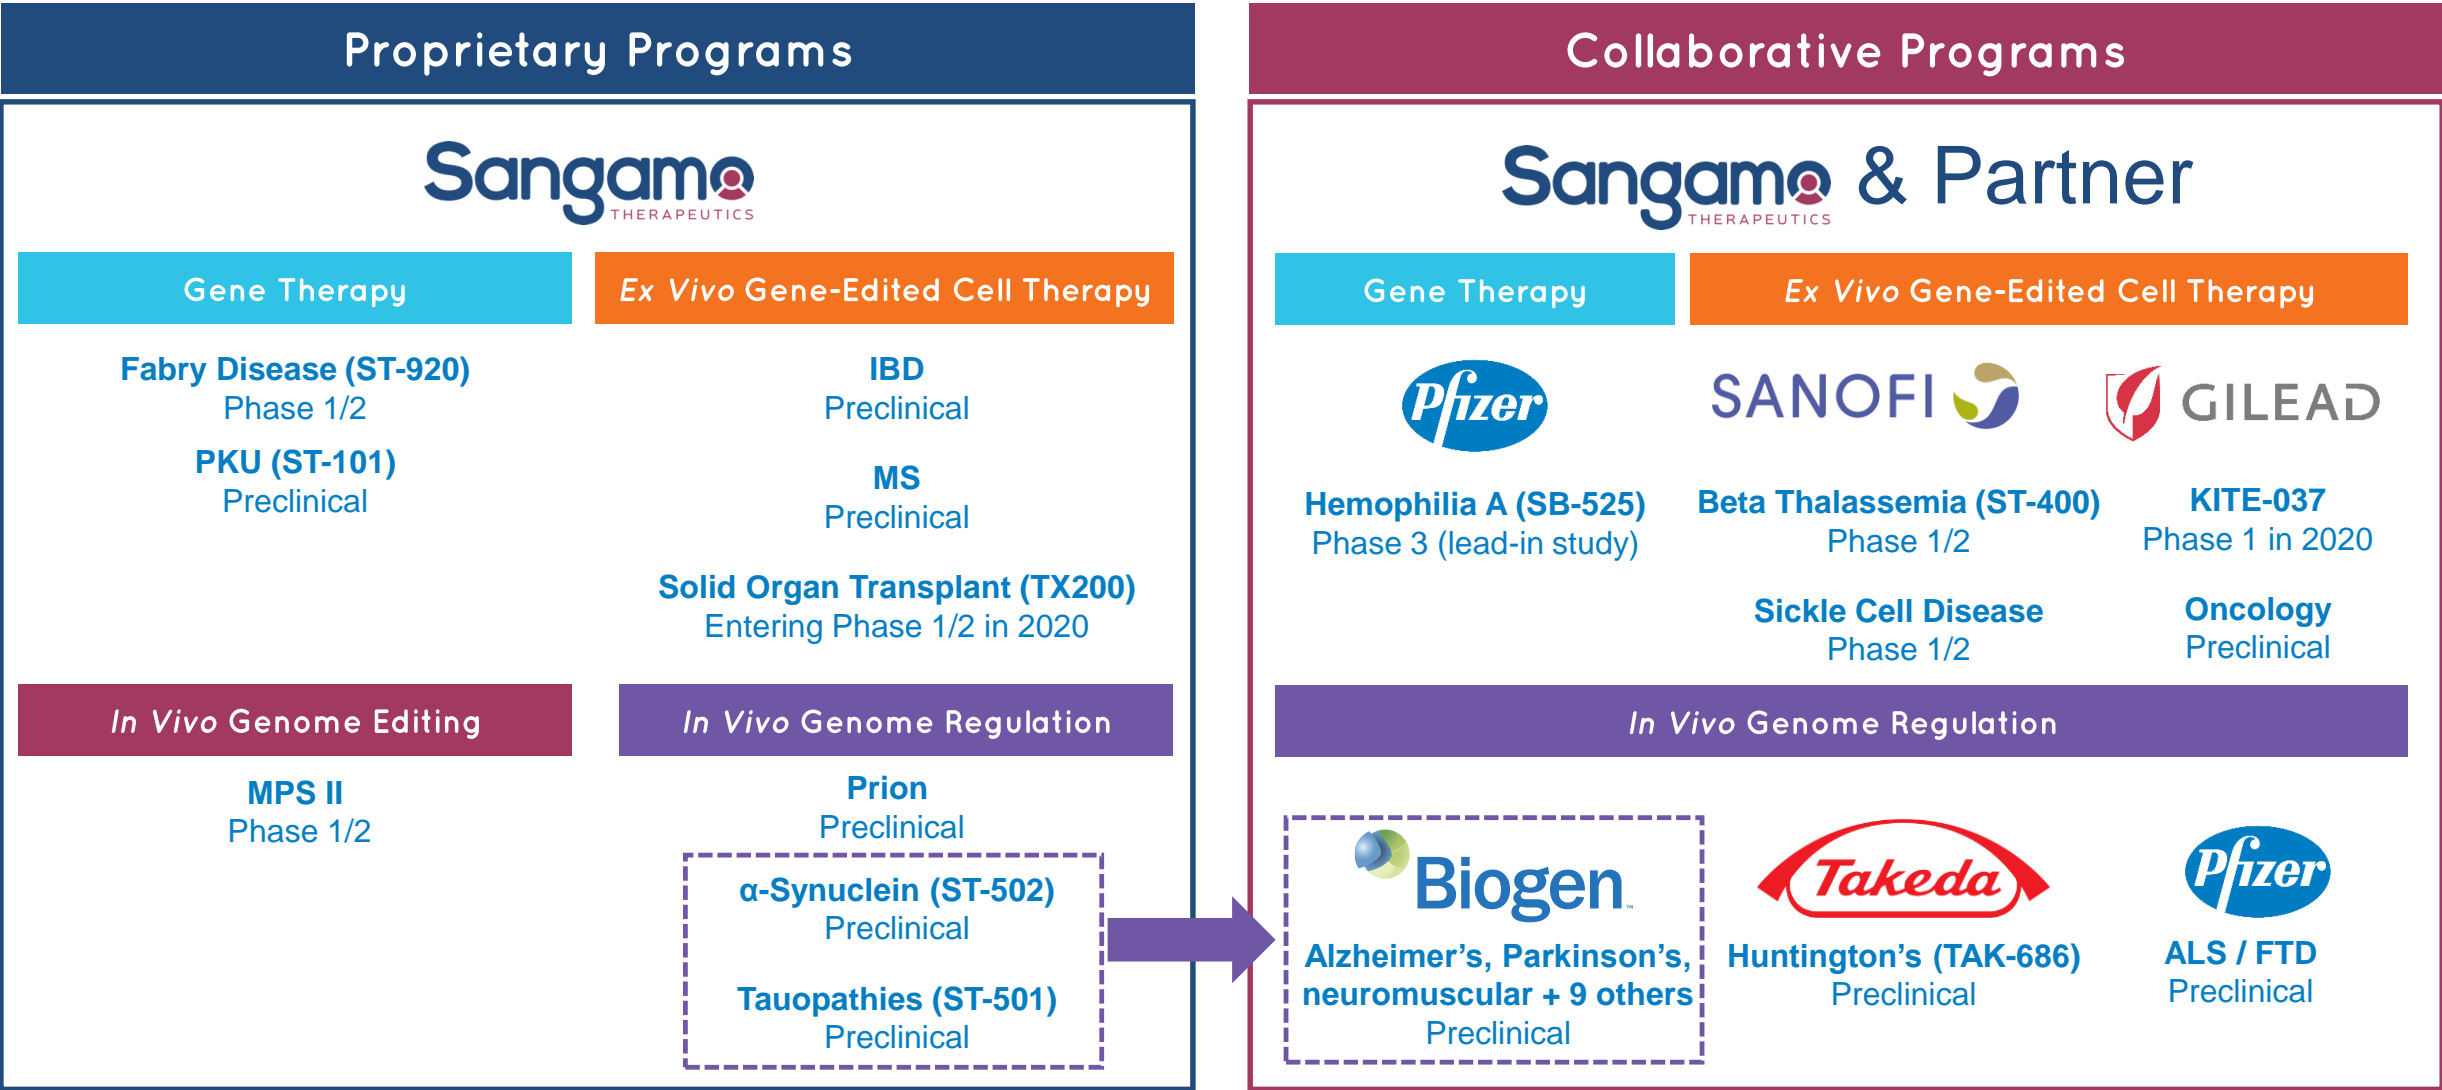 Proprietary Programs
Sangamo
THERAPEUTICS
Gene Therapy
Fabry Disease (ST-920)
Phase 1/2
PKU (ST-101)
Preclinical
Ex Vivo Gene-Edited Cell Therapy
IBD
Preclinical
MS
Preclinical
Solid Organ Transplant (TX200)
Entering Phase 1/2 in 2020
In Vivo Genome Editing
MPS II
Phase 1/2
In Vivo Genome Regulation
Prion
Preclinical
α-Synuclein (ST-502)
Preclinical
Tauopathies (ST-501)
Preclinical
Collaborative Programs
Sangamo & Partner
THERAPEUTICS
Gene Therapy
Pfizer
Hemophilia A (SB-525)
Phase 3 (lead-in study)
Ex Vivo Gene-Edited Cell Therapy
SANOFI
Beta Thalassemia (ST-400)
Phase 1/2
Sickle Cell Disease
Phase 1/2
GILEAD
KITE-037
Phase 1 in 2020
Oncology
Preclinical
In Vivo Genome Regulation
Biogen
Alzheimer’s, Parkinson’s,
neuromuscular + 9 others
Preclinical
Takeda
Huntington’s (TAK-686)
Preclinical
Pfizer
ALS / FTD
Preclinical